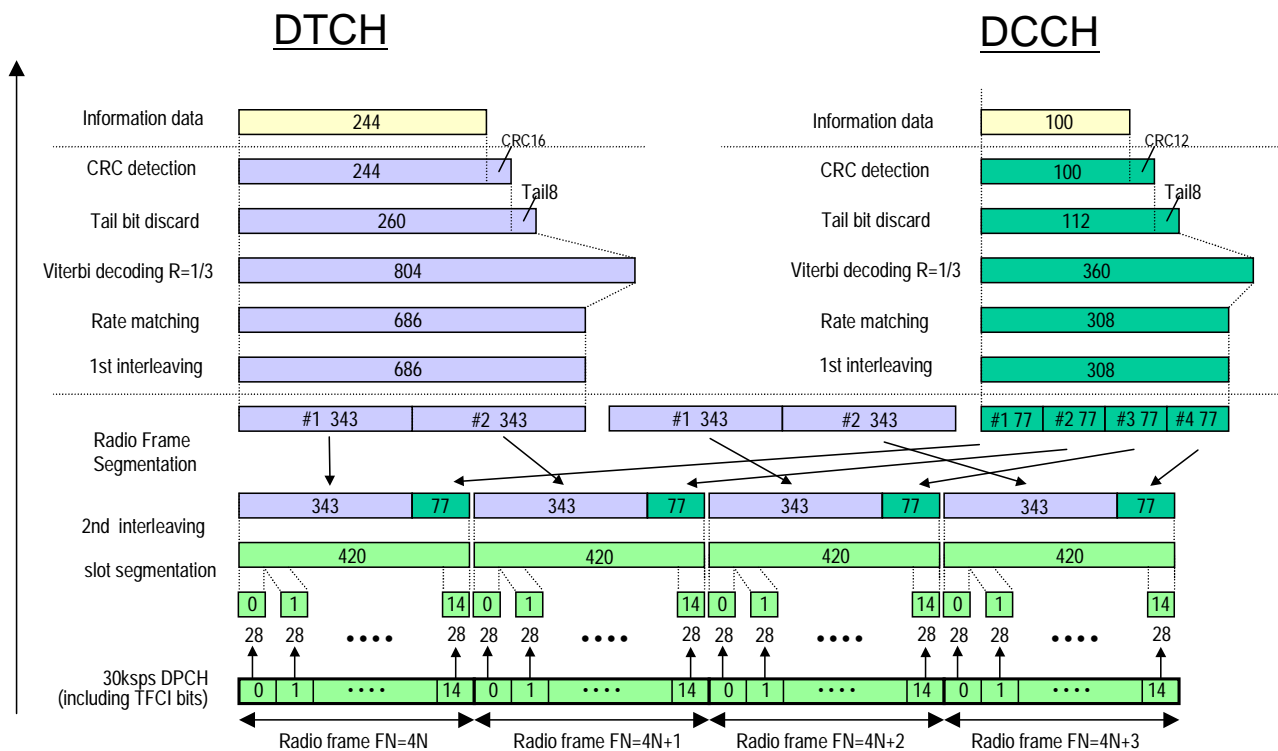 DTCH DCCH
Information data 244 Information data 100
CRC16 CRC12
CRC detection 244 CRC detection 100
Tail8 Tail8
Tail bit discard 260 Tail bit discard 112
Viterbi decoding R=1/3 804 Viterbi decoding R=1/3 360
Rate matching 686 Rate matching 308
1st interleaving 686 1st interleaving 308
#1 343 #2 343 #1 343 #2 343 #1 77 #2 77 #3 77 #4 77
Radio Frame
Segmentation
343 77 343 77 343 77 343 77
2nd interleaving
420 420 420 420
slot segmentation
0 1 14 0 1 14 0 1 14 0 1 14
28 28 •••• 28 28 28 •••• 28 28 28 •••• 28 28 28 •••• 28
30ksps DPCH
(including TFCI bits)
0 1 •••• 14 0 1 •••• 14 0 1 •••• 14 0 1 •••• 14
Radio frame FN=4N Radio frame FN=4N+1 Radio frame FN=4N+2 Radio frame FN=4N+3